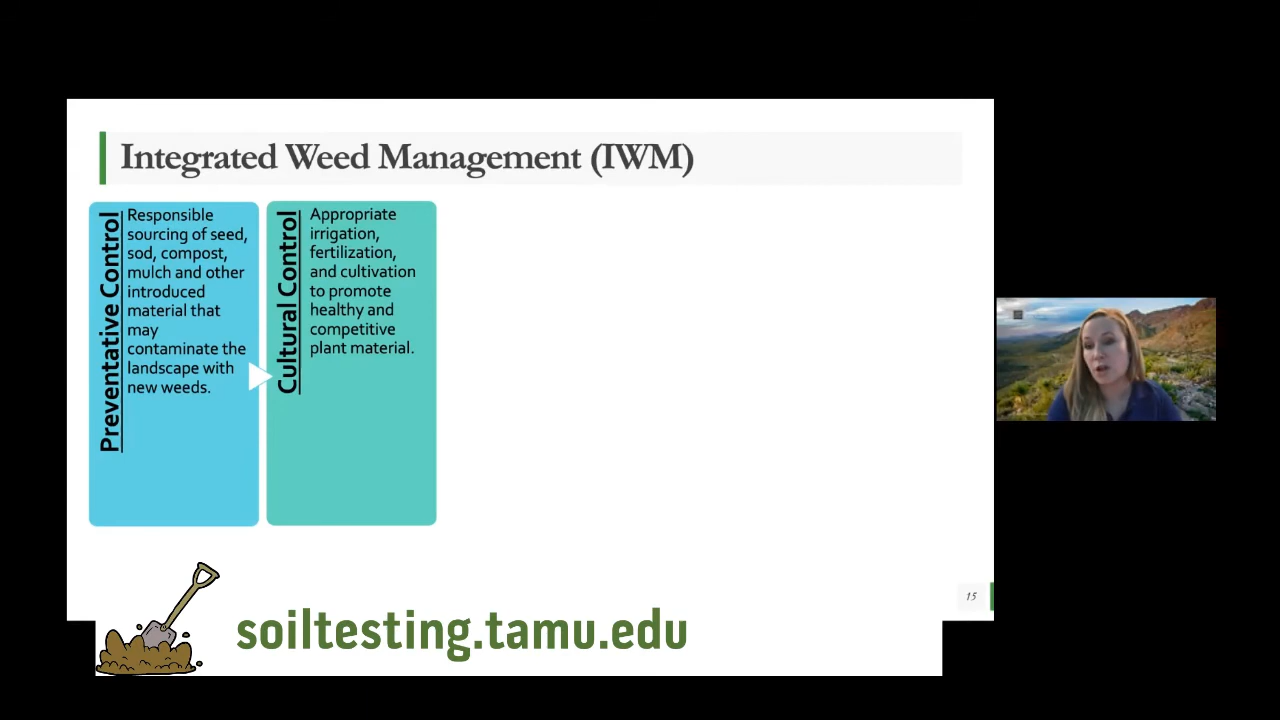 Integrated Weed Management (IWM)
Preventative Control
Responsible
sourcing of seed,
sod, compost,
mulch and other
introduced
material that
may
contaminate the
landscape with
new weeds.
Cultural Control
Appropriate
irrigation,
fertilization,
and cultivation
to promote
healthy and
competitive
plant material.
15
soiltesting.tamu.edu